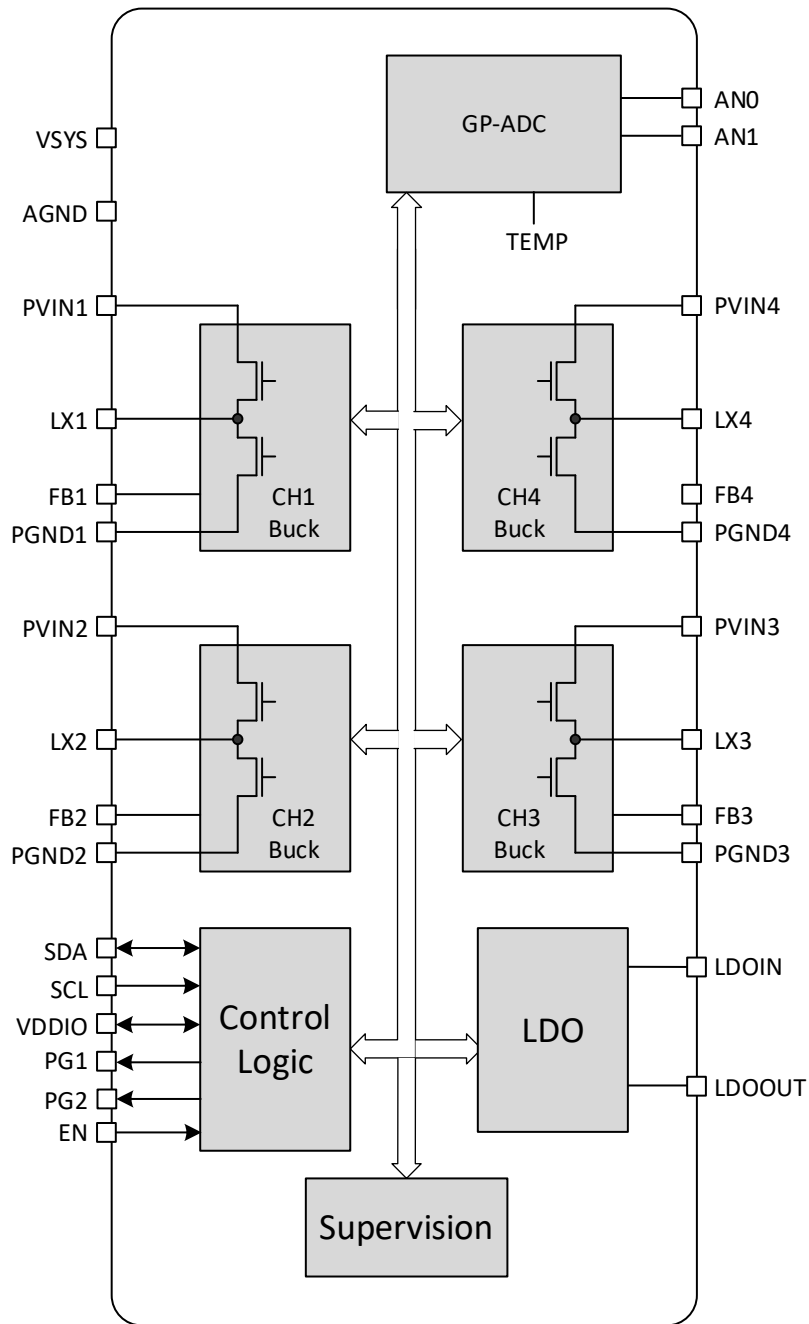 GP-ADC
AN0
AN1
VSYS
AGND
TEMP
PVIN1
PVIN4
LX1
LX4
FB1
CH1
Buck
CH4
Buck
FB4
PGND1
PGND4
PVIN2
PVIN3
LX2
LX3
FB2
CH2
Buck
CH3
Buck
FB3
PGND2
PGND3
SDA
SCL
VDDIO
PG1
PG2
EN
Control
Logic
LDO
LDOIN
LDOOUT
Supervision